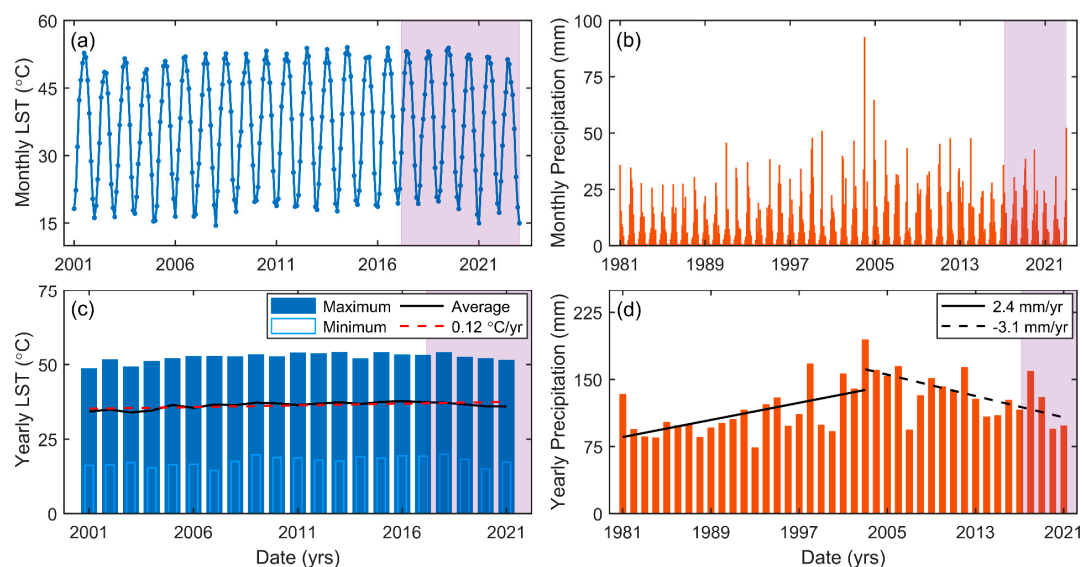 (a)
Monthly LST (°C)
60
45
30
15
2001 2006 2011 2016 2021
(b)
Monthly Precipitation (mm)
100
75
50
25
0
1981 1989 1997 2005 2013 2021
(c)
Yearly LST (°C)
75
50
25
0
Maximum Average
Minimum 0.12 °C/yr
2001 2006 2011 2016 2021
Date (yrs)
(d)
Yearly Precipitation (mm)
225
150
75
0
2.4 mm/yr
-3.1 mm/yr
1981 1989 1997 2005 2013 2021
Date (yrs)